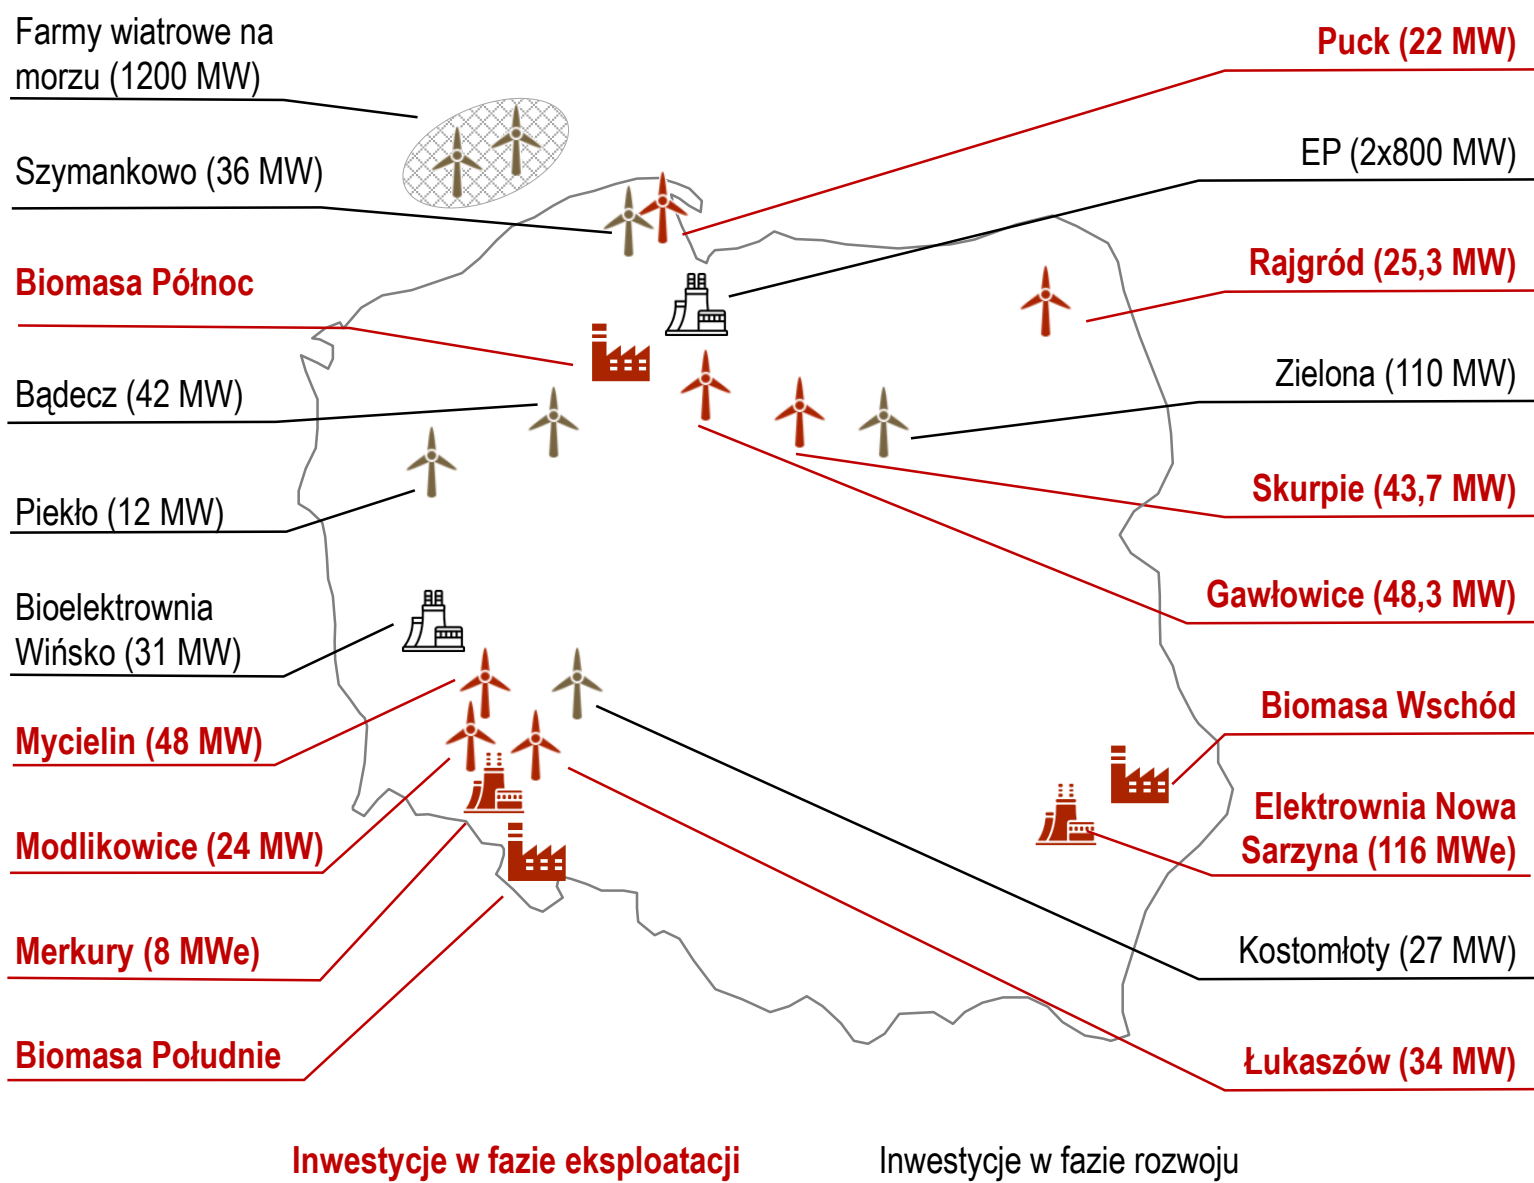 Farmy wiatrowe na
morzu (1200 MW)
Szymankowo (36 MW)
Biomasa Północ
Bądecz (42 MW)
Piekło (12 MW)
Bioelektrownia
Wińsko (31 MW)
Mycielin (48 MW)
Modlikowice (24 MW)
Merkury (8 MWe)
Biomasa Południe
Puck (22 MW)
EP (2x800 MW)
Rajgród (25,3 MW)
Zielona (110 MW)
Skurpie (43,7 MW)
Gawłowice (48,3 MW)
Biomasa Wschód
Elektrownia Nowa
Sarzyna (116 MWe)
Kostomłoty (27 MW)
Łukaszów (34 MW)
Inwestycje w fazie eksploatacji
Inwestycje w fazie rozwoju